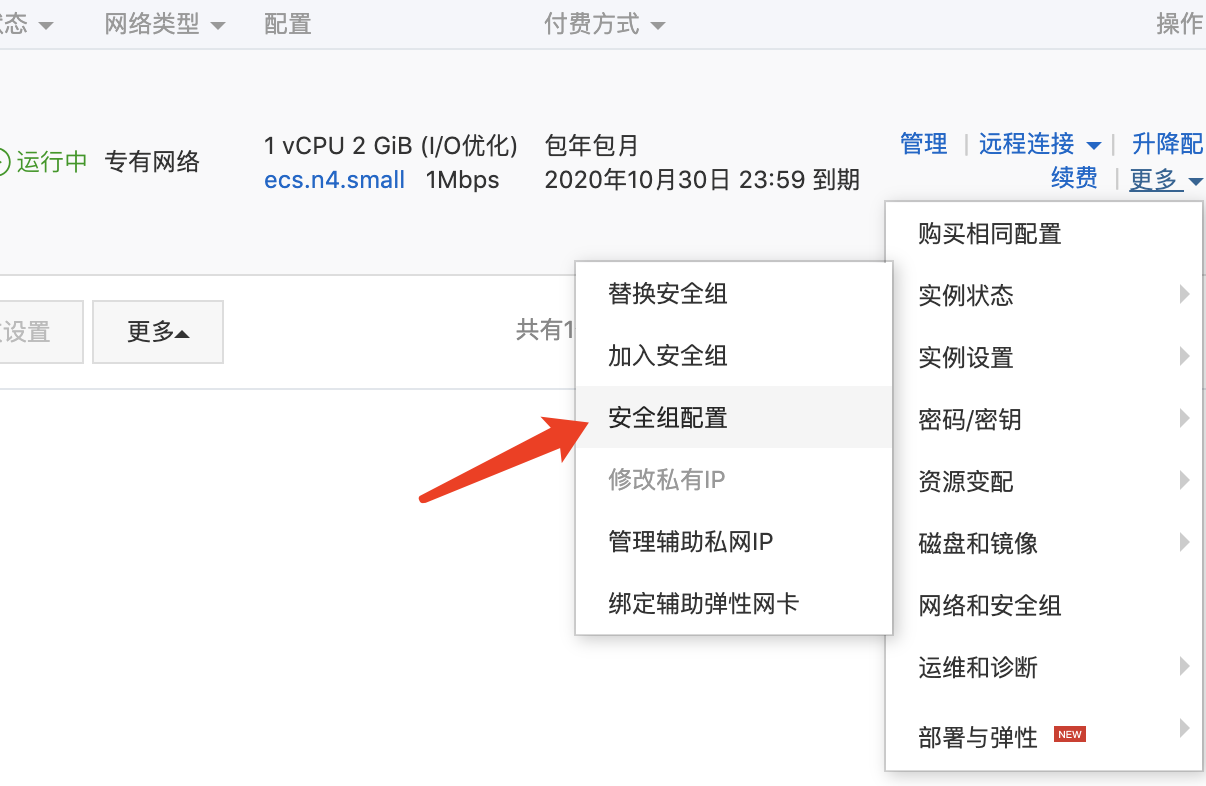 态
网络类型
配置
付费方式
操作
运行中
专有网络
1 vCPU 2 GiB (I/O优化)
ecs.n4.small 1Mbps
包年包月
2020年10月30日 23:59 到期
管理 | 远程连接 | 升降配
续费 | 更多
设置
更多
共有1
替换安全组
加入安全组
安全组配置
修改私有IP
管理辅助私网IP
绑定辅助弹性网卡
购买相同配置
实例状态
实例设置
密码/密钥
资源变配
磁盘和镜像
网络和安全组
运维和诊断
部署与弹性 NEW